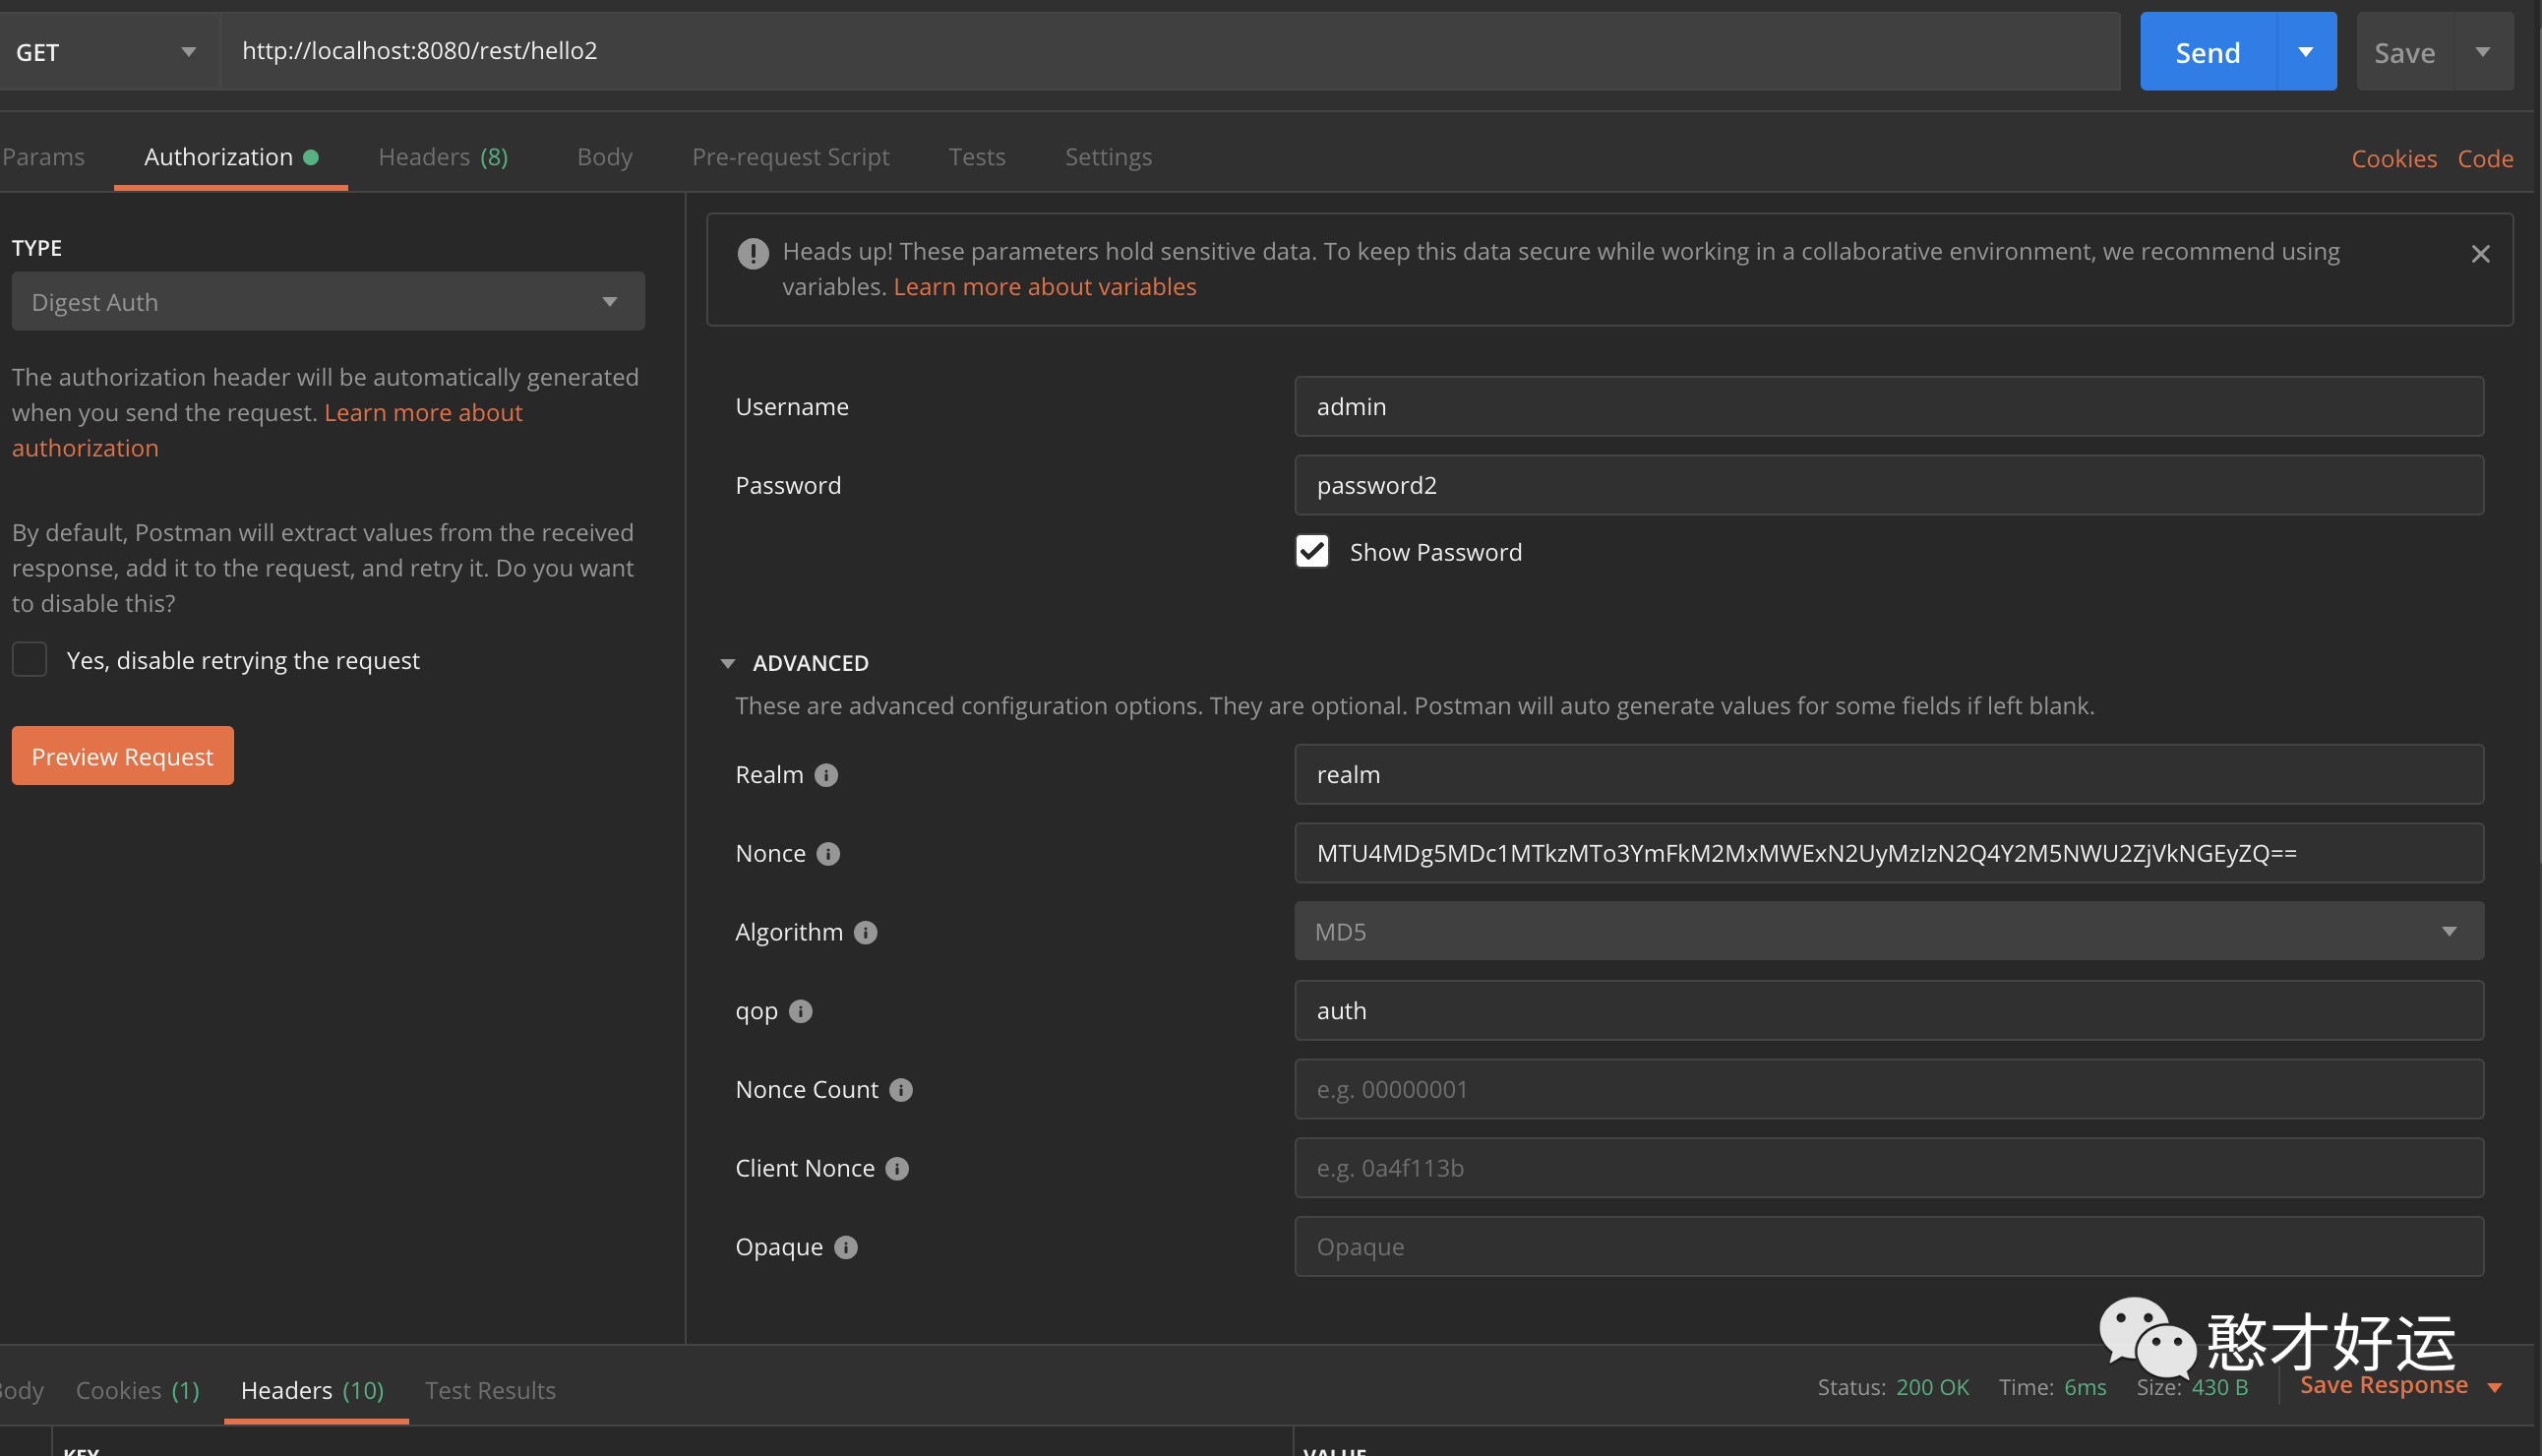 GET
http://localhost:8080/rest/hello2
Send
Save
Params
Authorization
Headers (8)
Body
Pre-request Script
Tests
Settings
Cookies
Code
TYPE
Digest Auth
The authorization header will be automatically generated
when you send the request. Learn more about
authorization
By default, Postman will extract values from the received
response, add it to the request, and retry it. Do you want
to disable this?
Yes, disable retrying the request
Preview Request
Heads up! These parameters hold sensitive data. To keep this data secure while working in a collaborative environment, we recommend using
variables. Learn more about variables
Username
admin
Password
password2
Show Password
ADVANCED
These are advanced configuration options. They are optional. Postman will auto generate values for some fields if left blank.
Realm
realm
Nonce
MTU4MDg5MDc1MTkzMTo3YmFkM2MxMWExN2UyMzIzN2Q4Y2M5NWU2ZjVkNGEyZQ==
Algorithm
MD5
qop
auth
Nonce Count
e.g. 00000001
Client Nonce
e.g. 0a4f113b
Opaque
Opaque
憨才好运
Body
Cookies (1)
Headers (10)
Test Results
Status: 200 OK
Time: 6ms
Size: 430 B
Save Response
KEY
VALUE